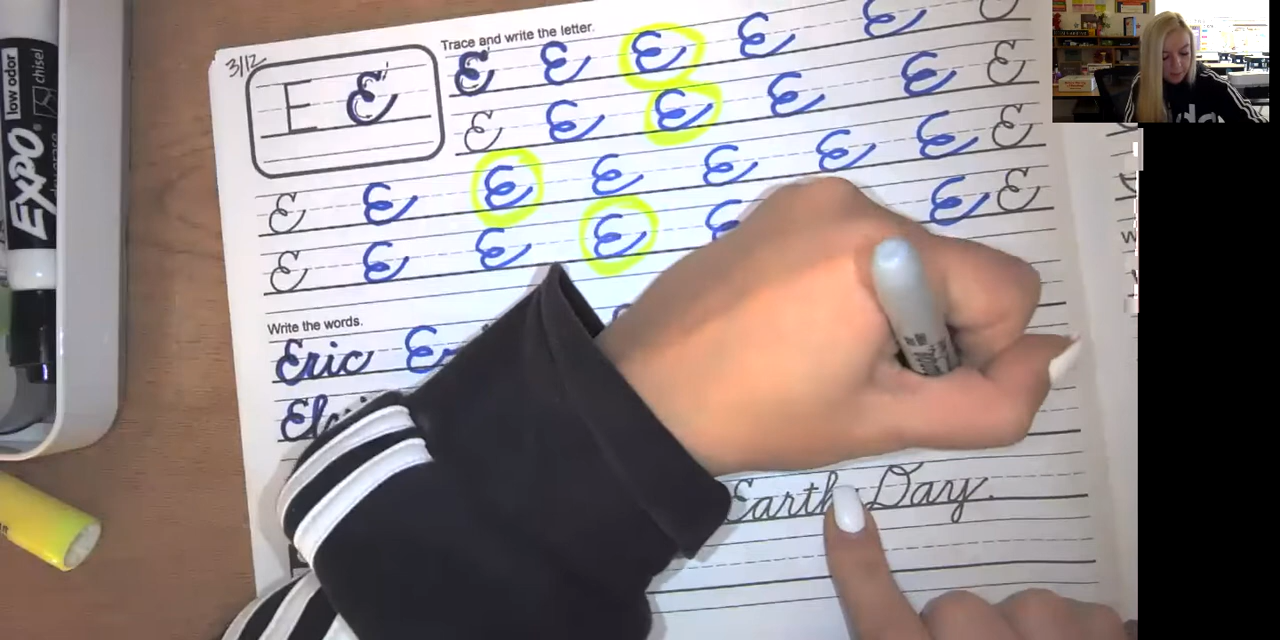 3/12
Trace and write the letter.
E E
E E E E E E
E E E E E E
E E E E E E E
E E E E E E
Write the words.
Eric
Earth Day.
low odor
chisel
EXPO